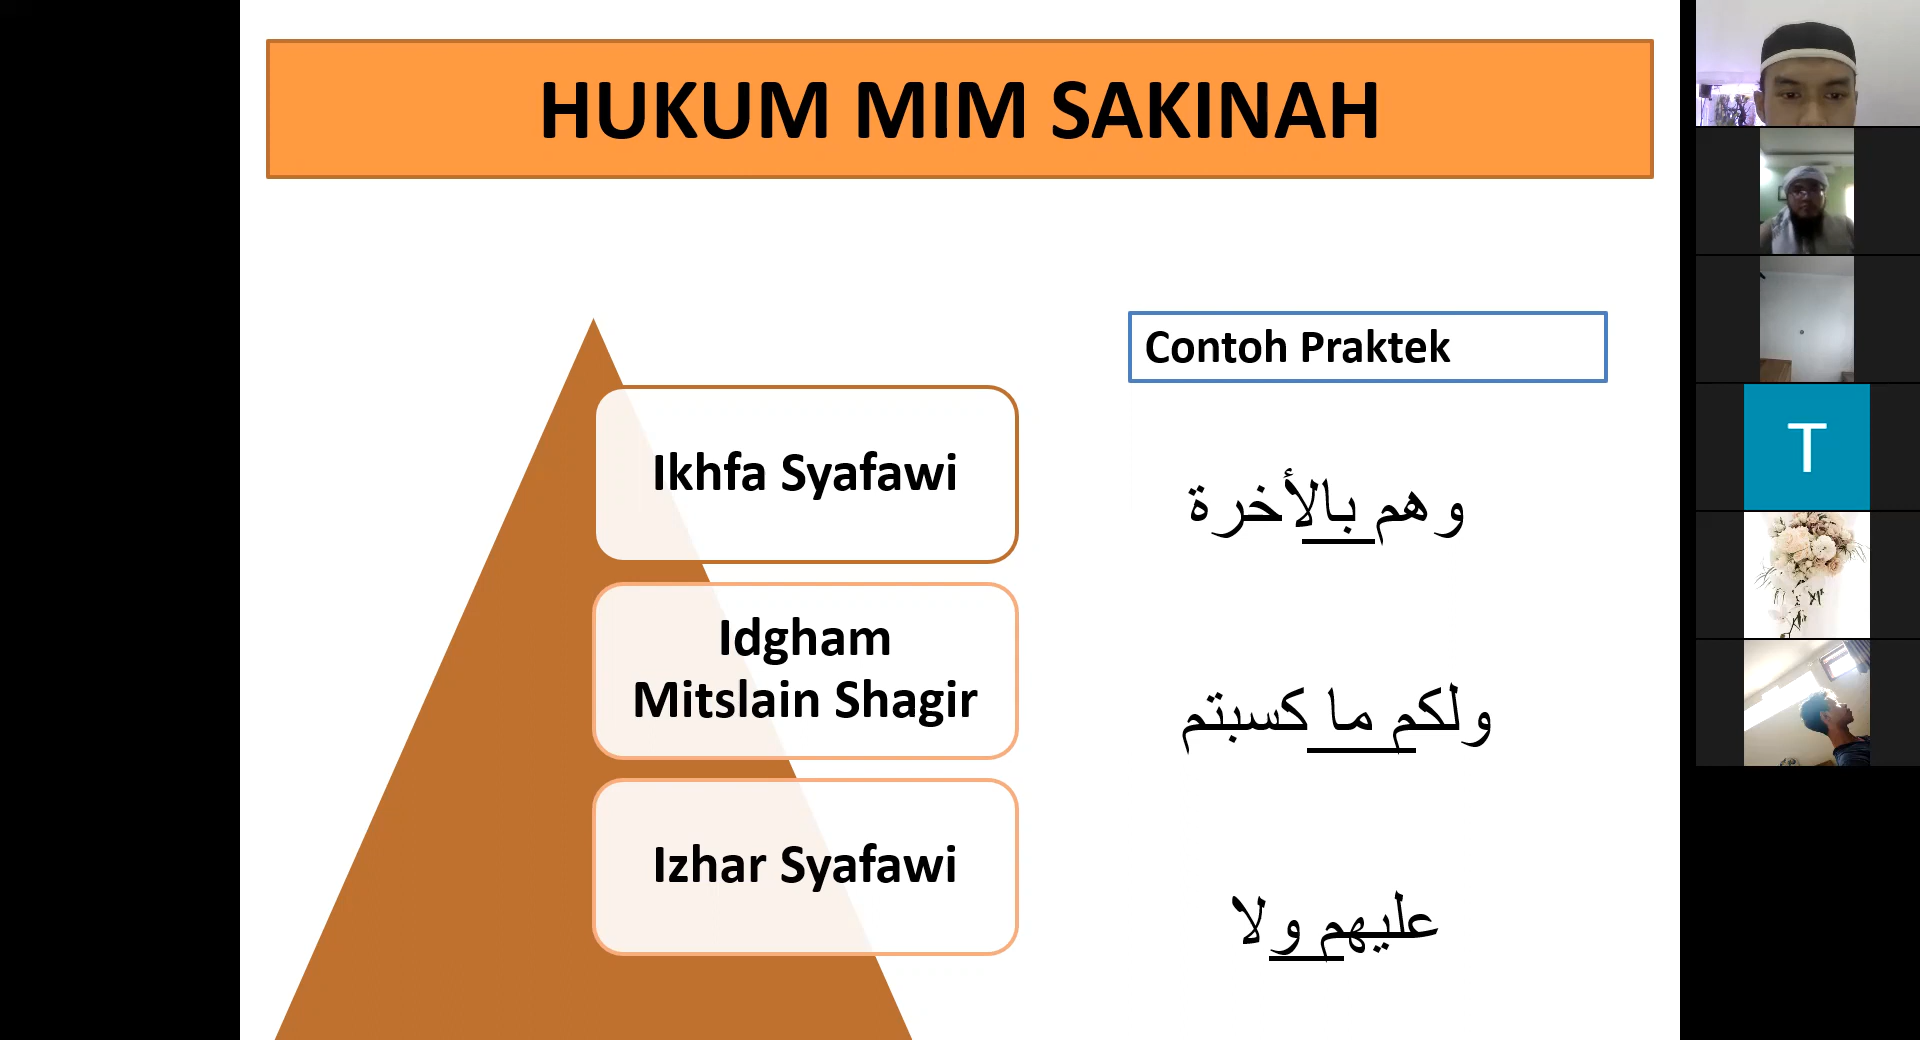 HUKUM MIM SAKINAH
Contoh Praktek
Ikhfa Syafawi
وهم بالأخرة
Idgham
Mitslain Shagir
ولكم ما كسبتم
Izhar Syafawi
عليهم ولا
T